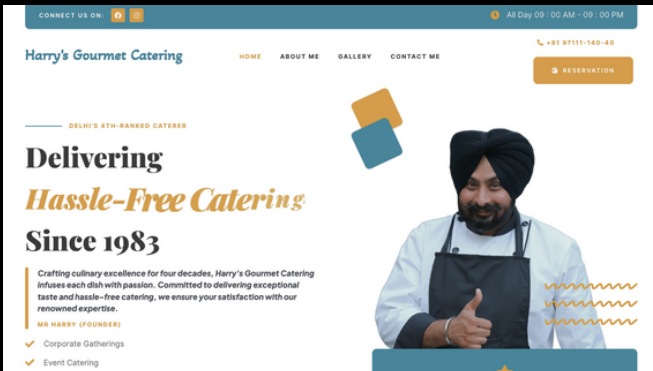 CONNECT US ON:
All Day 09 : 00 AM - 09 : 00 PM
Harry's Gourmet Catering
HOME
ABOUT ME
GALLERY
CONTACT ME
+91 97111-140-40
RESERVATION
DELHI'S 4TH-RANKED CATERER
Delivering
Hassle-Free Catering
Since 1983
Crafting culinary excellence for four decades, Harry's Gourmet Catering
infuses each dish with passion. Committed to delivering exceptional
taste and hassle-free catering, we ensure your satisfaction with our
renowned expertise.
MR HARRY (FOUNDER)
Corporate Gatherings
Event Catering